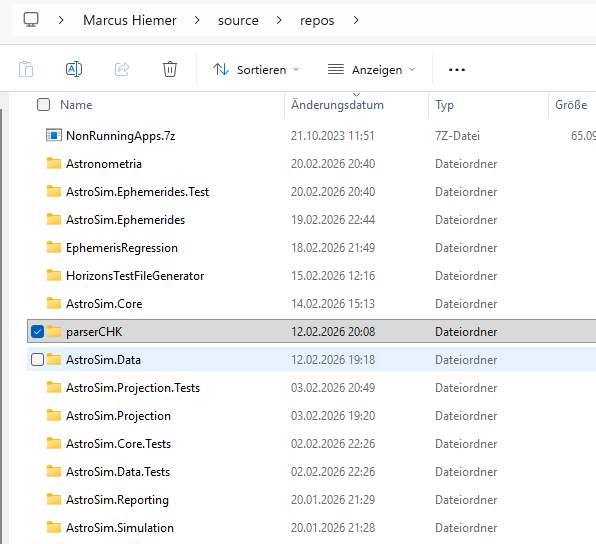 Marcus Hiemer > source > repos >
Sortieren Anzeigen ...
Name Änderungsdatum Typ Größe
NonRunningApps.7z 21.10.2023 11:51 7Z-Datei 65.09
Astronometria 20.02.2026 20:40 Dateiordner
AstroSim.Ephemerides.Test 20.02.2026 20:40 Dateiordner
AstroSim.Ephemerides 19.02.2026 22:44 Dateiordner
EphemerisRegression 18.02.2026 21:49 Dateiordner
HorizonsTestFileGenerator 15.02.2026 12:16 Dateiordner
AstroSim.Core 14.02.2026 15:13 Dateiordner
parserCHK 12.02.2026 20:08 Dateiordner
AstroSim.Data 12.02.2026 19:18 Dateiordner
AstroSim.Projection.Tests 03.02.2026 20:49 Dateiordner
AstroSim.Projection 03.02.2026 19:20 Dateiordner
AstroSim.Core.Tests 02.02.2026 22:26 Dateiordner
AstroSim.Data.Tests 02.02.2026 22:26 Dateiordner
AstroSim.Reporting 20.01.2026 21:29 Dateiordner
AstroSim.Simulation 20.01.2026 21:28 Dateiordner